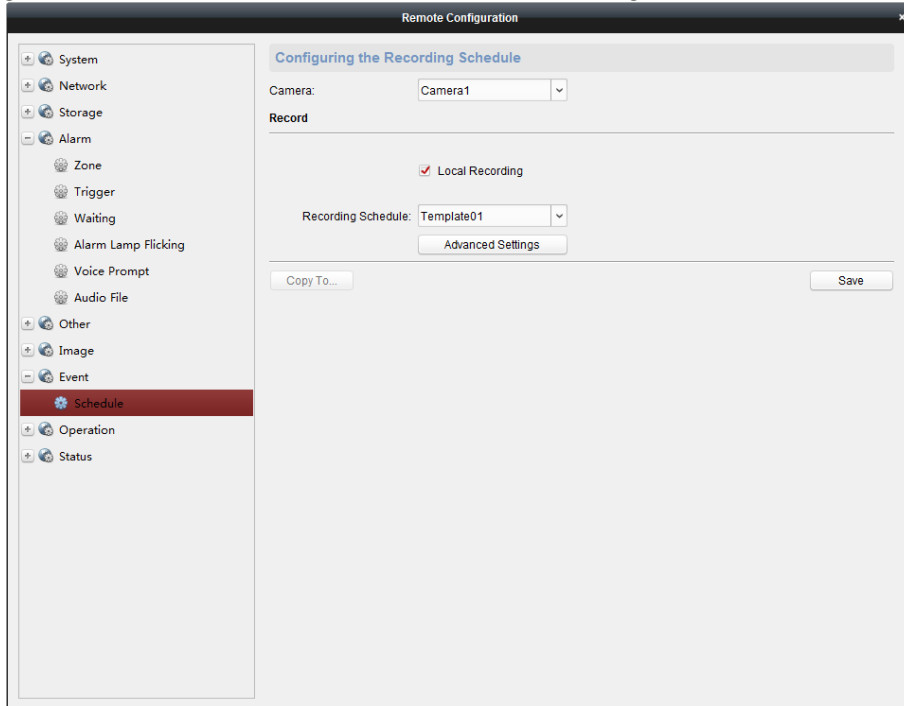 Remote Configuration
System
Network
Storage
Alarm
Zone
Trigger
Waiting
Alarm Lamp Flicking
Voice Prompt
Audio File
Other
Image
Event
Schedule
Operation
Status
Configuring the Recording Schedule
Camera: Camera1
Record
Local Recording
Recording Schedule: Template01
Advanced Settings
Copy To... Save